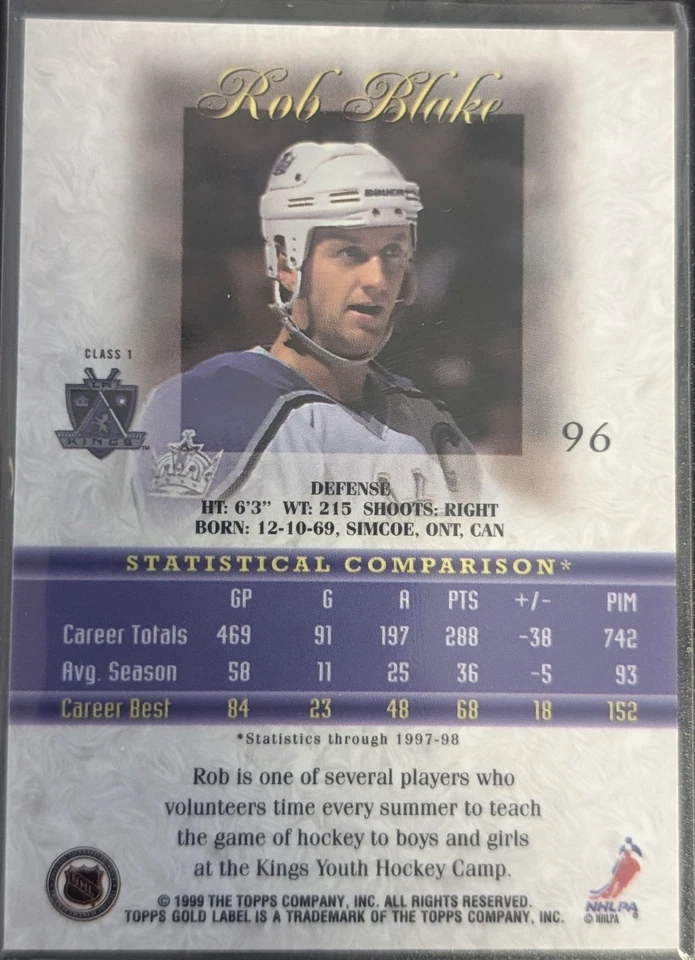 Rob Blake
BAUER
CLASS 1
KINGS™
96
DEFENSE
HT: 6'3" WT: 215 SHOOTS: RIGHT
BORN: 12-10-69, SIMCOE, ONT, CAN
STATISTICAL COMPARISON*
GP G A PTS +/- PIM
Career Totals 469 91 197 288 -38 742
Avg. Season 58 11 25 36 -5 93
Career Best 84 23 48 68 18 152
*Statistics through 1997-98
Rob is one of several players who
volunteers time every summer to teach
the game of hockey to boys and girls
at the Kings Youth Hockey Camp.
NHL
© 1999 THE TOPPS COMPANY, INC. ALL RIGHTS RESERVED.
TOPPS GOLD LABEL IS A TRADEMARK OF THE TOPPS COMPANY, INC.
NHLPA
© NHLPA